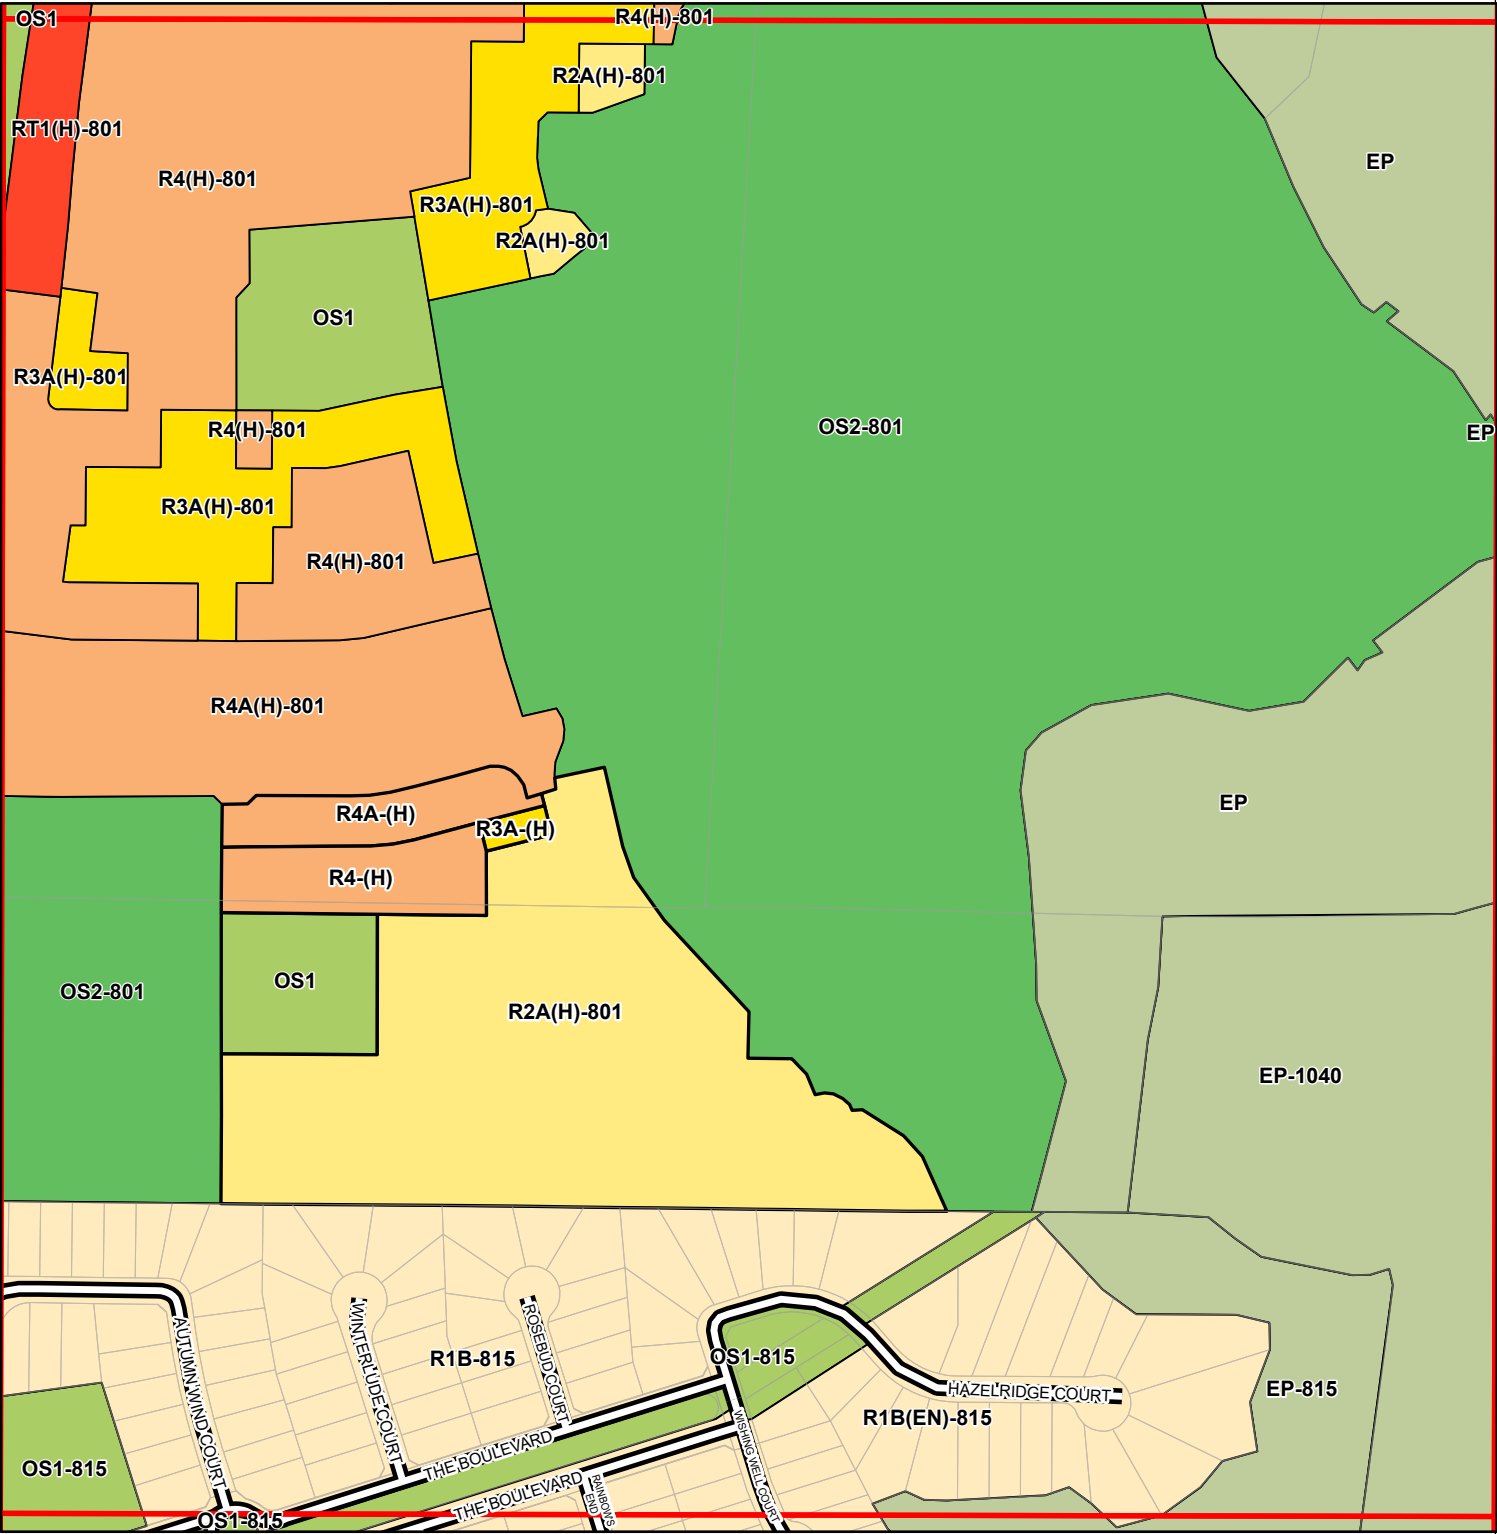 OS1
R4(H)-801
R2A(H)-801
RT1(H)-801
EP
R4(H)-801
R3A(H)-801
R2A(H)-801
OS1
R3A(H)-801
OS2-801
R4(H)-801
EP
R3A(H)-801
R4(H)-801
R4A(H)-801
EP
R4A-(H)
R3A-(H)
R4-(H)
OS1
OS2-801
R2A(H)-801
EP-1040
AUTUMN WIND COURT
WINTERLUDE COURT
ROSEBUD COURT
R1B-815
OS1-815
HAZELRIDGE COURT
EP-815
R1B(EN)-815
WISHING WELL COURT
THE BOULEVARD
OS1-815
THE BOULEVARD
RAINBOW'S
END
OS1-815